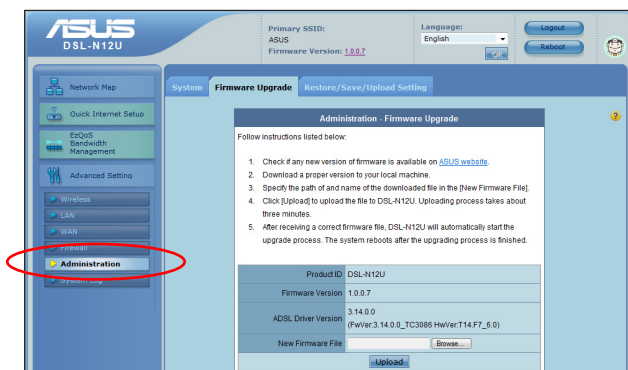 ASUS
DSL-N12U
Primary SSID:
ASUS
Firmware Version: 1.0.0.7
Language:
English
OK
Logout
Reboot
Network Map
Quick Internet Setup
EzQoS
Bandwidth
Management
Advanced Setting
Wireless
LAN
WAN
Firewall
Administration
System Log
System
Firmware Upgrade
Restore/Save/Upload Setting
Administration - Firmware Upgrade
Follow instructions listed below:
1. Check if any new version of firmware is available on ASUS website.
2. Download a proper version to your local machine.
3. Specify the path of and name of the downloaded file in the [New Firmware File].
4. Click [Upload] to upload the file to DSL-N12U. Uploading process takes about
three minutes.
5. After receiving a correct firmware file, DSL-N12U will automatically start the
upgrade process. The system reboots after the upgrading process is finished.
Product ID DSL-N12U
Firmware Version 1.0.0.7
ADSL Driver Version 3.14.0.0
(FwVer:3.14.0.0_TC3086 HwVer:T14.F7_6.0)
New Firmware File Browse...
Upload